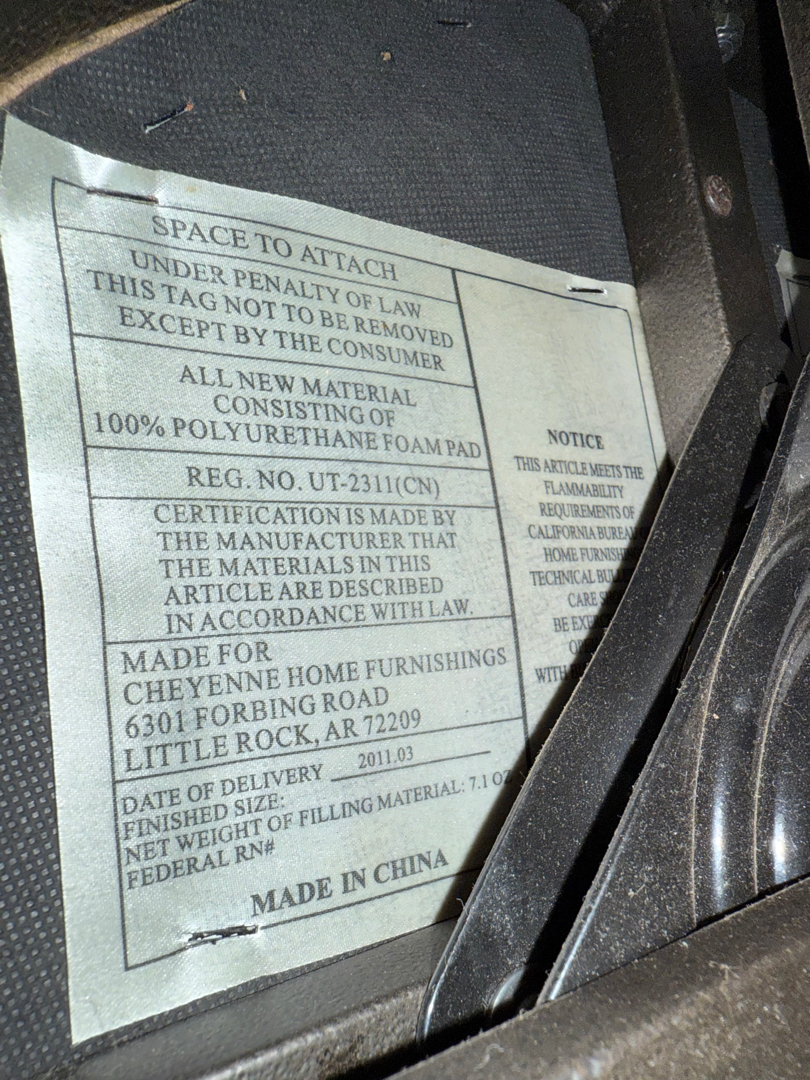 SPACE TO ATTACH
UNDER PENALTY OF LAW
THIS TAG NOT TO BE REMOVED
EXCEPT BY THE CONSUMER
ALL NEW MATERIAL
CONSISTING OF
100% POLYURETHANE FOAM PAD
REG. NO. UT-2311(CN)
CERTIFICATION IS MADE BY
THE MANUFACTURER THAT
THE MATERIALS IN THIS
ARTICLE ARE DESCRIBED
IN ACCORDANCE WITH LAW.
MADE FOR
CHEYENNE HOME FURNISHINGS
6301 FORBING ROAD
LITTLE ROCK, AR 72209
DATE OF DELIVERY 2011.03
FINISHED SIZE:
NET WEIGHT OF FILLING MATERIAL: 7.1 OZ
FEDERAL RN#
MADE IN CHINA
NOTICE
THIS ARTICLE MEETS THE
FLAMMABILITY
REQUIREMENTS OF
CALIFORNIA BUREAU
HOME
TECHNICAL
CARE
BE
WITH